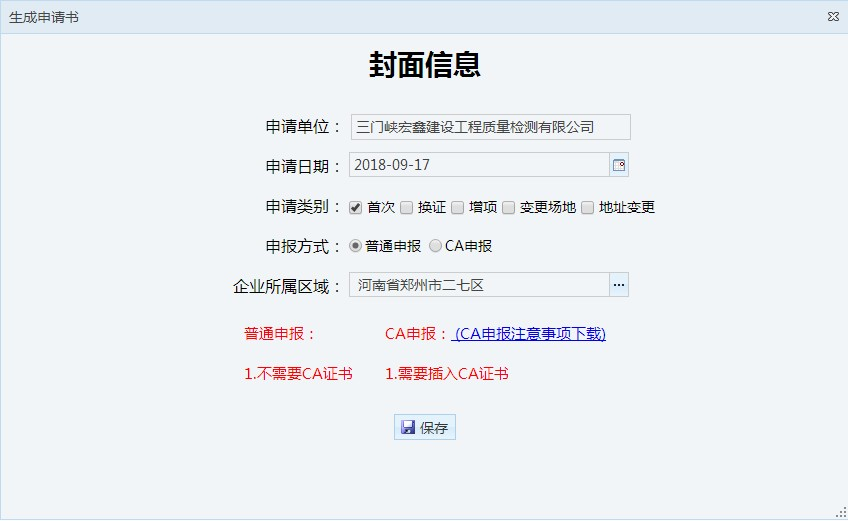 生成申请书
封面信息
申请单位： 三门峡宏鑫建设工程质量检测有限公司
申请日期： 2018-09-17
申请类别： 首次 换证 增项 变更场地 地址变更
申报方式： 普通申报 CA申报
企业所属区域： 河南省郑州市二七区 ...
普通申报： CA申报： (CA申报注意事项下载)
1.不需要CA证书 1.需要插入CA证书
保存